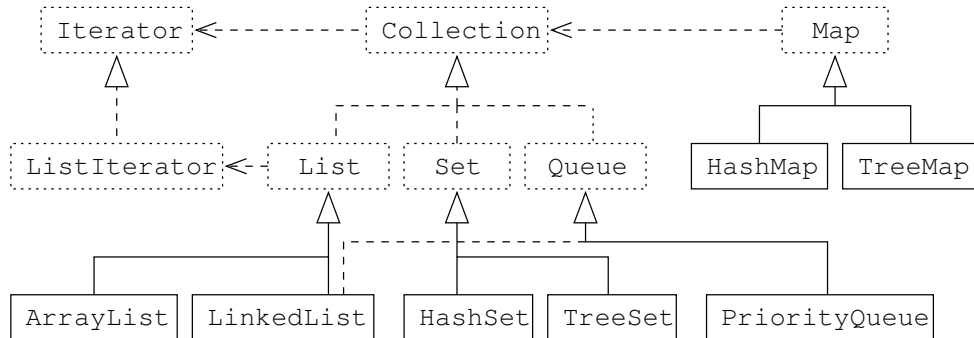 Iterator Collection Map
ListIterator List Set Queue HashMap TreeMap
ArrayList LinkedList HashSet TreeSet PriorityQueue